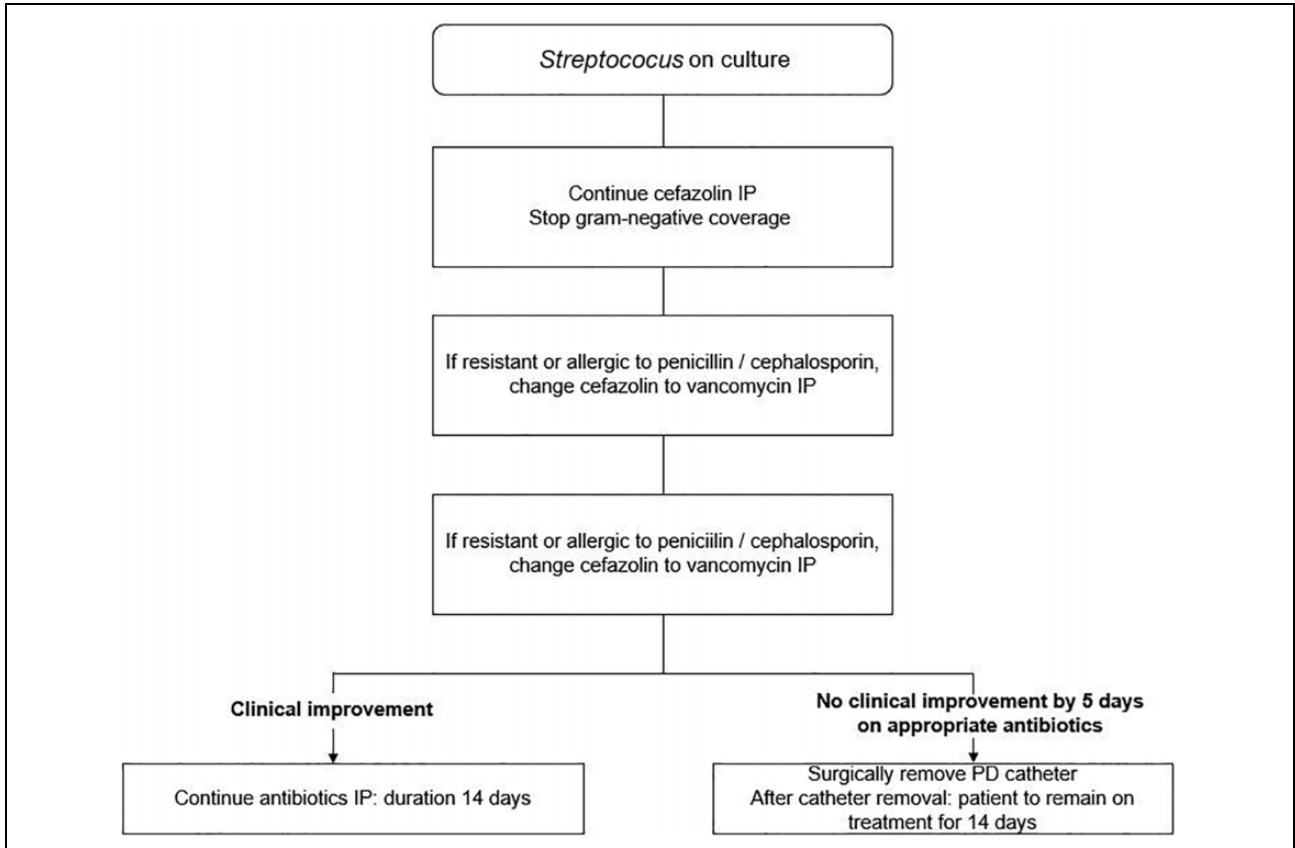 Streptococus on culture
Continue cefazolin IP
Stop gram-negative coverage
If resistant or allergic to penicillin / cephalosporin,
change cefazolin to vancomycin IP
If resistant or allergic to peniciilin / cephalosporin,
change cefazolin to vancomycin IP
Clinical improvement
No clinical improvement by 5 days
on appropriate antibiotics
Continue antibiotics IP: duration 14 days
Surgically remove PD catheter
After catheter removal: patient to remain on
treatment for 14 days